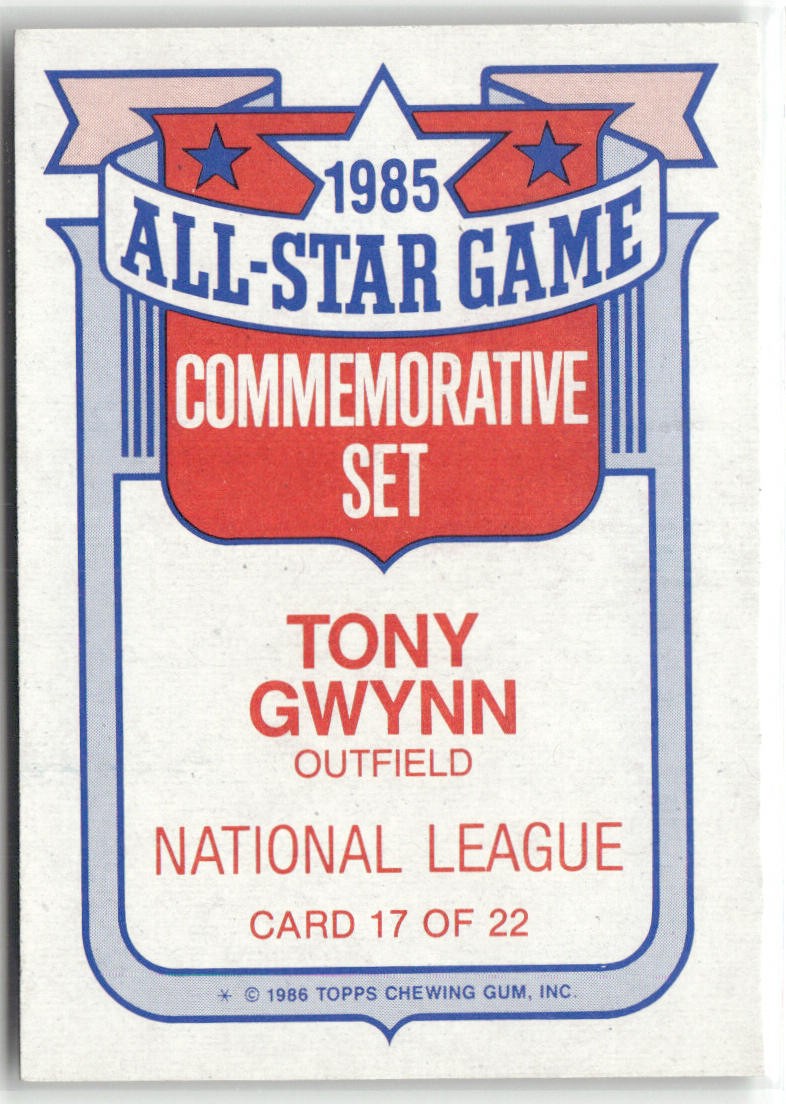 1985
ALL-STAR GAME
COMMEMORATIVE
SET
TONY
GWYNN
OUTFIELD
NATIONAL LEAGUE
CARD 17 OF 22
* © 1986 TOPPS CHEWING GUM, INC.